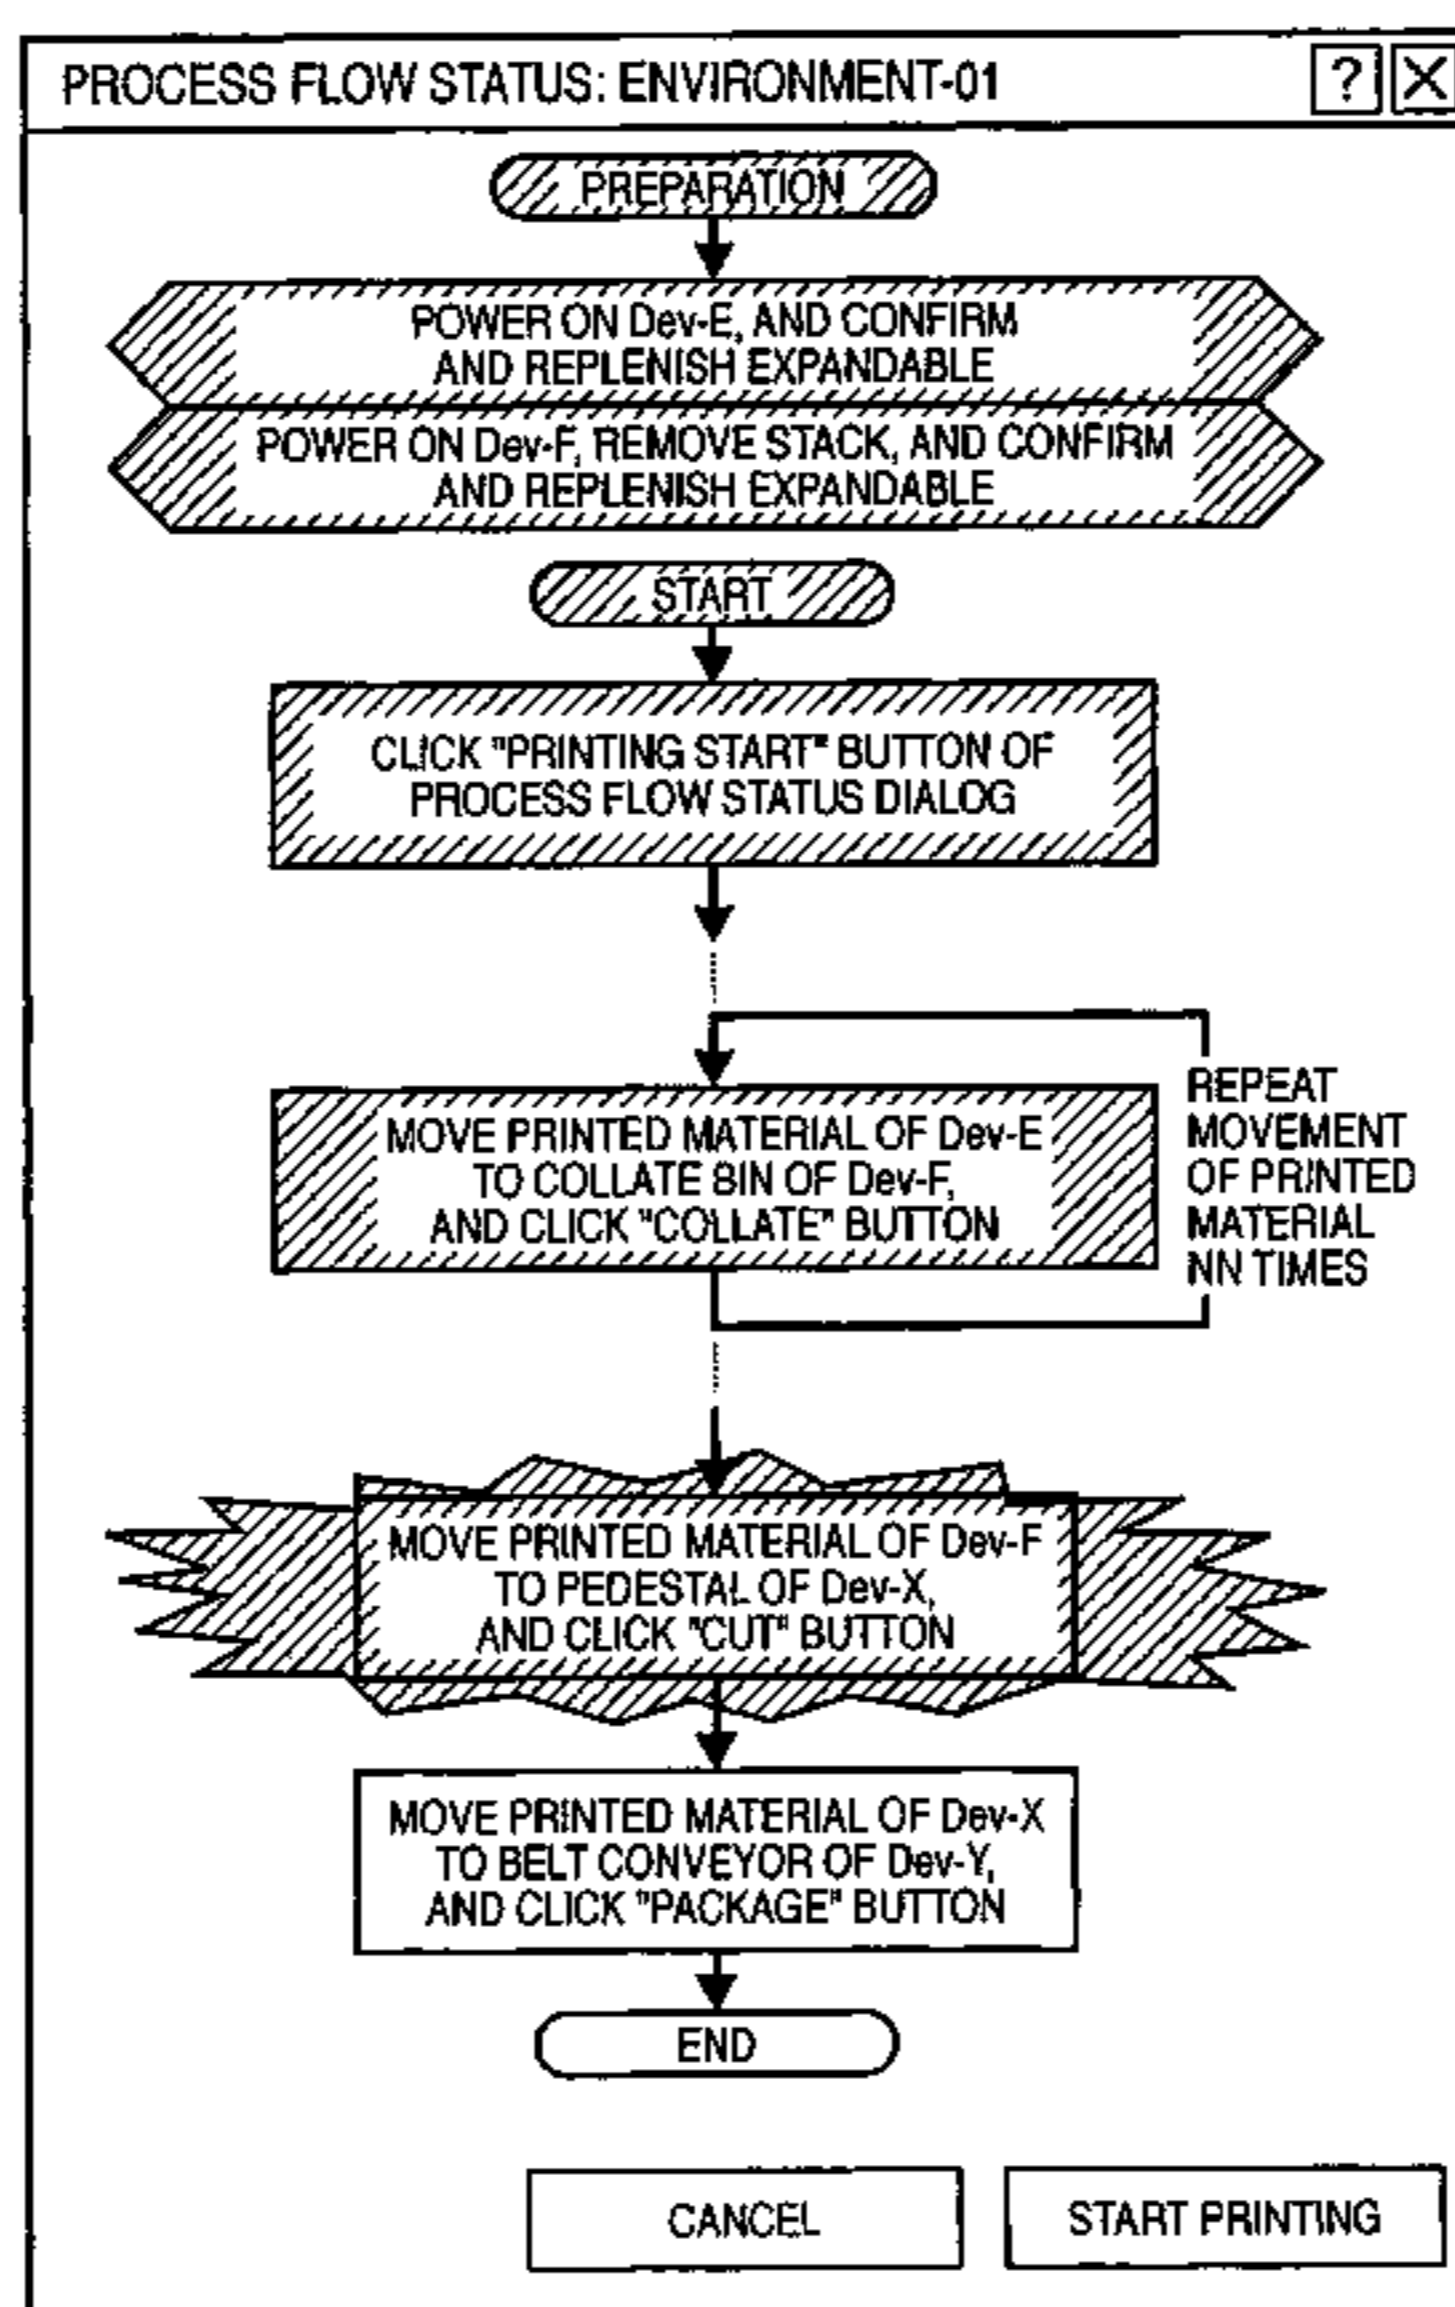 PROCESS FLOW STATUS: ENVIRONMENT-01
? X
PREPARATION
POWER ON Dev-E, AND CONFIRM
AND REPLENISH EXPANDABLE
POWER ON Dev-F, REMOVE STACK, AND CONFIRM
AND REPLENISH EXPANDABLE
START
CLICK "PRINTING START" BUTTON OF
PROCESS FLOW STATUS DIALOG
MOVE PRINTED MATERIAL OF Dev-E
TO COLLATE BIN OF Dev-F,
AND CLICK "COLLATE" BUTTON
REPEAT
MOVEMENT
OF PRINTED
MATERIAL
NN TIMES
MOVE PRINTED MATERIAL OF Dev-F
TO PEDESTAL OF Dev-X,
AND CLICK "CUT" BUTTON
MOVE PRINTED MATERIAL OF Dev-X
TO BELT CONVEYOR OF Dev-Y,
AND CLICK "PACKAGE" BUTTON
END
CANCEL
START PRINTING